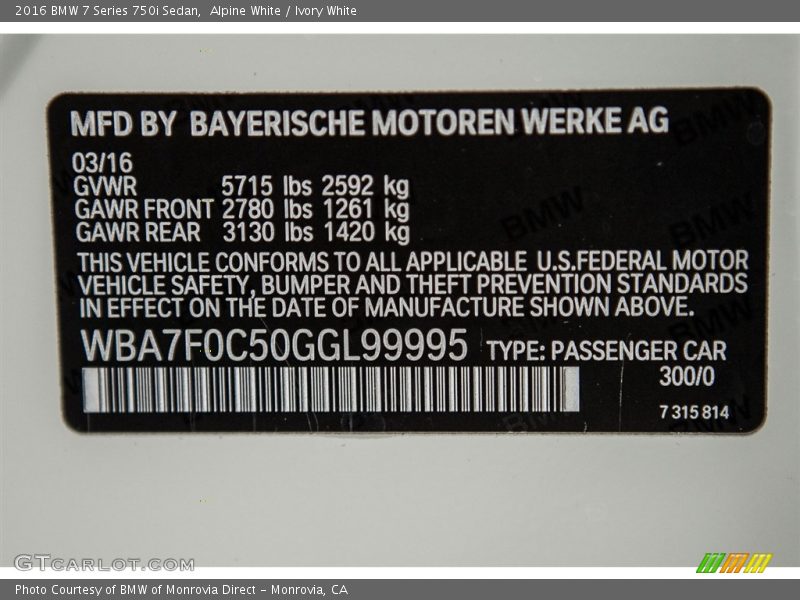 2016 BMW 7 Series 750i Sedan, Alpine White / Ivory White
MFD BY BAYERISCHE MOTOREN WERKE AG
03/16
GVWR 5715 lbs 2592 kg
GAWR FRONT 2780 lbs 1261 kg
GAWR REAR 3130 lbs 1420 kg
THIS VEHICLE CONFORMS TO ALL APPLICABLE U.S.FEDERAL MOTOR
VEHICLE SAFETY, BUMPER AND THEFT PREVENTION STANDARDS
IN EFFECT ON THE DATE OF MANUFACTURE SHOWN ABOVE.
WBA7F0C50GGL99995 TYPE: PASSENGER CAR
300/0
7 315 814
GTCARLOT.COM
Photo Courtesy of BMW of Monrovia Direct - Monrovia, CA